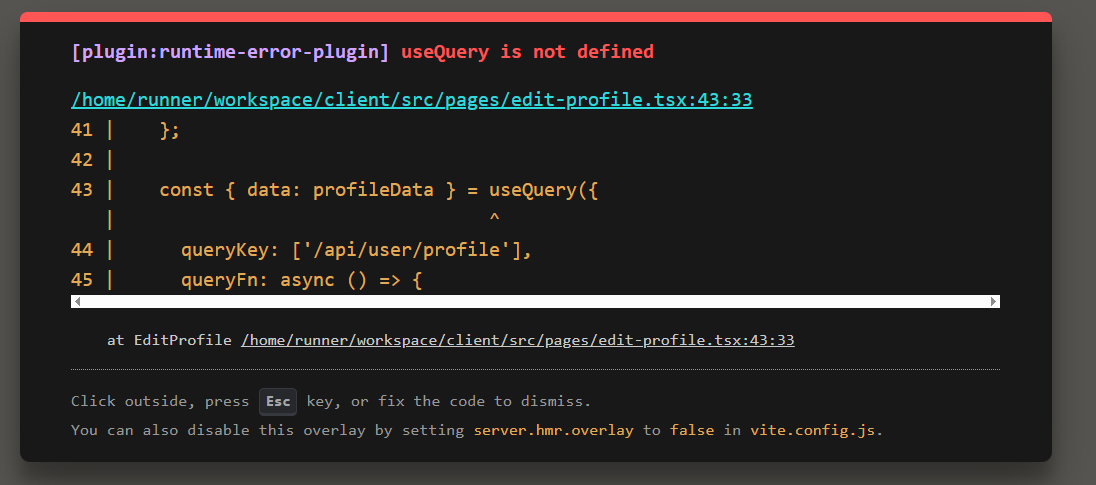 [plugin:runtime-error-plugin] useQuery is not defined
/home/runner/workspace/client/src/pages/edit-profile.tsx:43:33
41 |    };
42 |
43 |    const { data: profileData } = useQuery({
   |                                  ^
44 |      queryKey: ['/api/user/profile'],
45 |      queryFn: async () => {
at EditProfile /home/runner/workspace/client/src/pages/edit-profile.tsx:43:33
Click outside, press Esc key, or fix the code to dismiss.
You can also disable this overlay by setting server.hmr.overlay to false in vite.config.js.